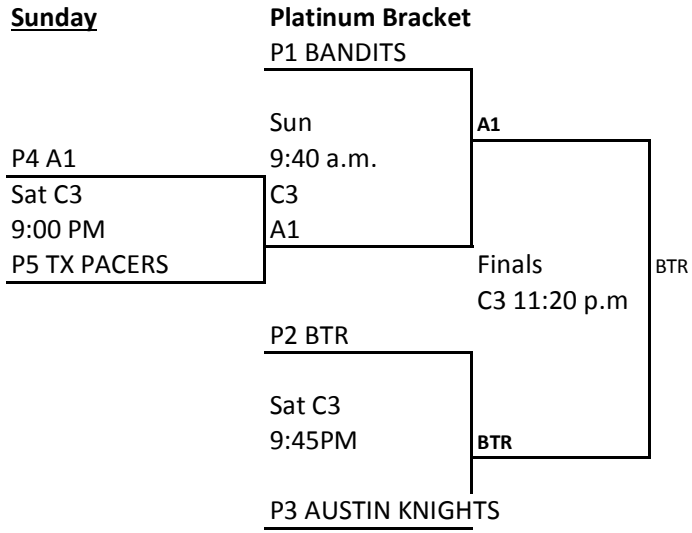 Sunday
Platinum Bracket
P1 BANDITS
Sun
A1
P4 A1
9:40 a.m.
Sat C3
C3
9:00 PM
A1
P5 TX PACERS
Finals
BTR
C3 11:20 p.m
P2 BTR
Sat C3
9:45PM
BTR
P3 AUSTIN KNIGHTS